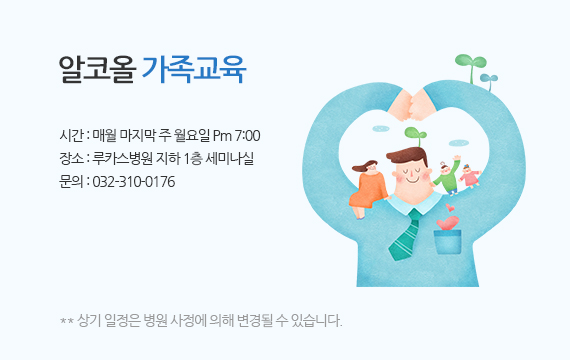 알코올 가족교육
시간 : 매월 마지막 주 월요일 Pm 7:00
장소 : 루카스병원 지하 1층 세미나실
문의 : 032-310-0176
** 상기 일정은 병원 사정에 의해 변경될 수 있습니다.